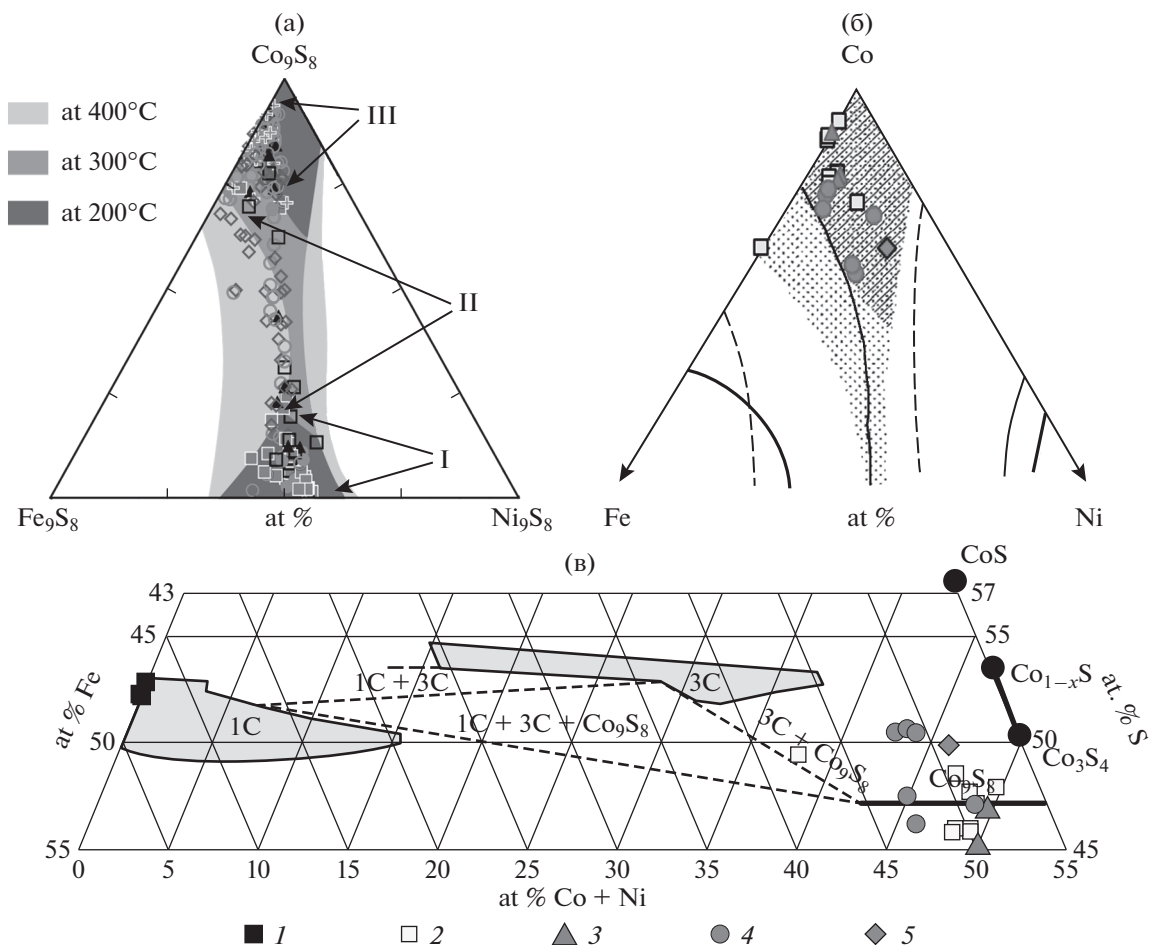 (а)
Co₉S₈
at 400°C
at 300°C
at 200°C
III
II
I
Fe₉S₈
at %
Ni₉S₈
(б)
Co
Fe
at %
Ni
(в)
CoS
43
57
45
55
1C + 3C
3C
Co₁₋ₓS
at % Fe
at. % S
1C
1C + 3C + Co₉S₈
3C + Co₉S₈
50
50
Co₃S₄
Co₉S₈
55
45
0
5
10
15
20
25
30
35
40
45
50
55
at % Co + Ni
1
2
3
4
5